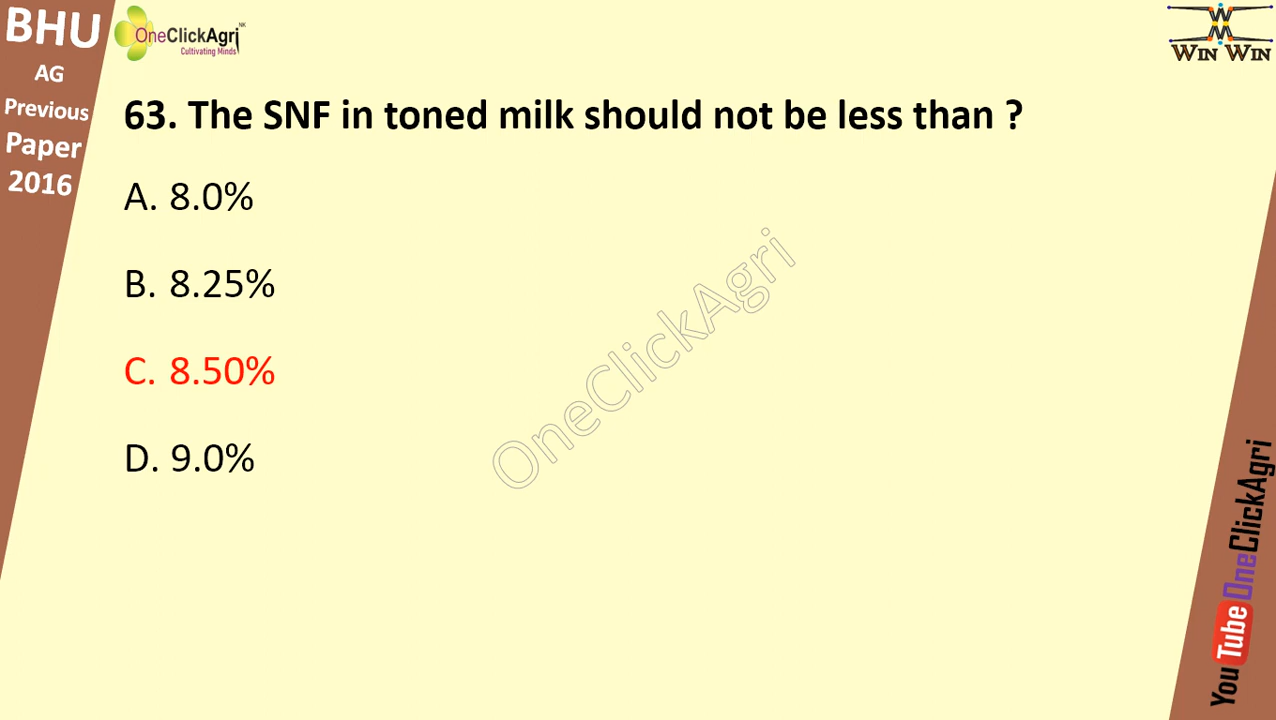 BHU
AG
Previous
Paper
2016
OneClickAgri NK
Cultivating Minds
WIN WIN
63. The SNF in toned milk should not be less than ?
A. 8.0%
B. 8.25%
C. 8.50%
D. 9.0%
OneClickAgri
YouTube OneClickAgri